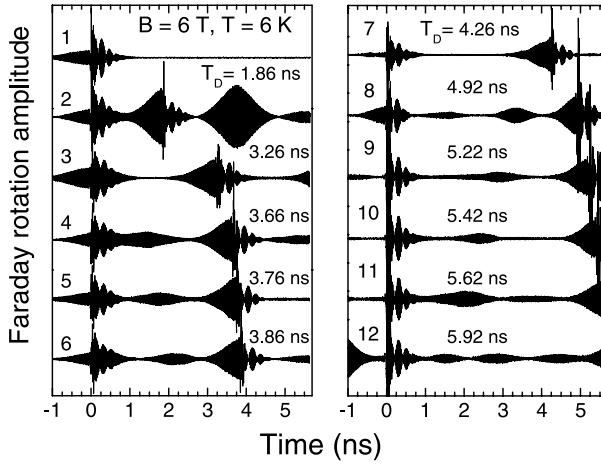 Faraday rotation amplitude
B = 6 T, T = 6 K
1
T_D = 1.86 ns
2
3
3.26 ns
4
3.66 ns
5
3.76 ns
6
3.86 ns
-1 0 1 2 3 4 5
7
T_D = 4.26 ns
8
4.92 ns
9
5.22 ns
10
5.42 ns
11
5.62 ns
12
5.92 ns
-1 0 1 2 3 4 5
Time (ns)